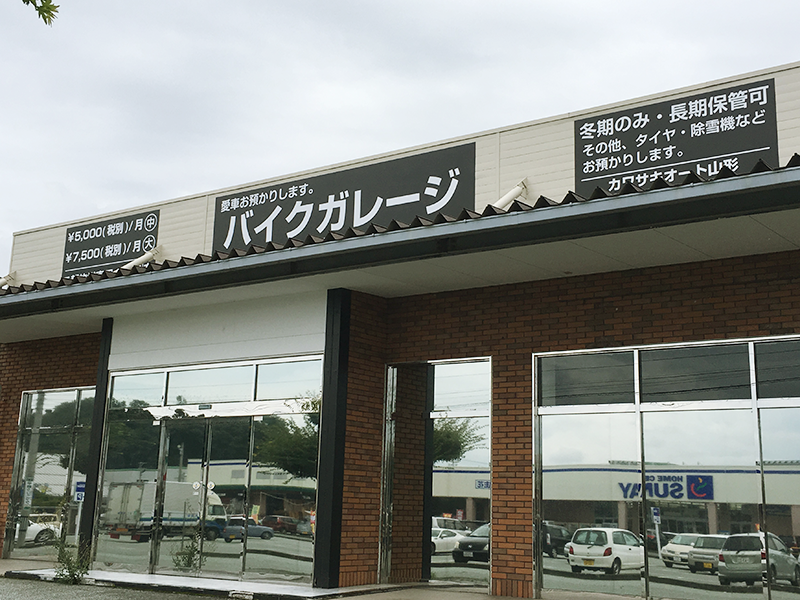 ¥5,000(税別)/月 中
¥7,500(税別)/月 大
愛車お預かりします。
バイクガレージ
冬期のみ・長期保管可
その他、タイヤ・除雪機など
お預かりします。
カワサキオート山形
HOME CE
SUNDAY